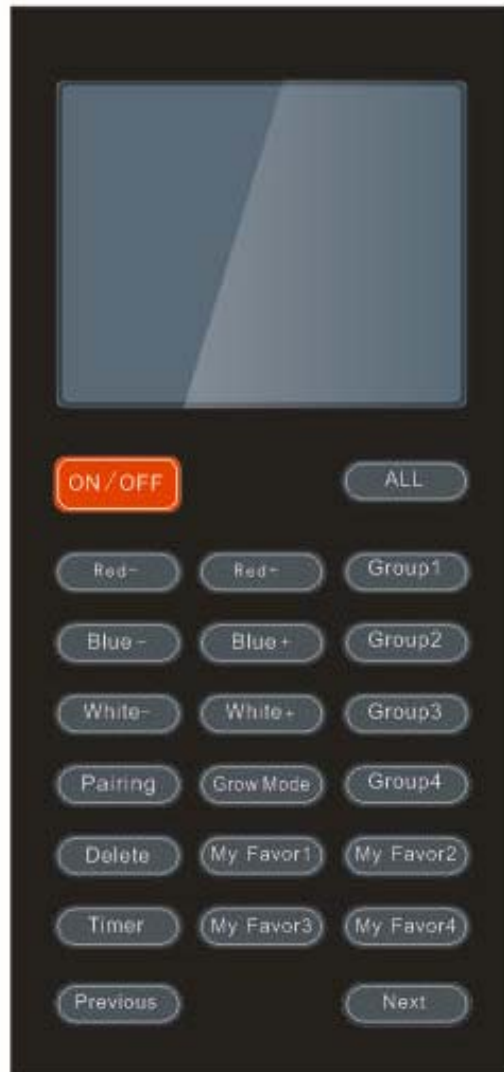 ON/OFF ALL
Red- Red- Group1
Blue- Blue+ Group2
White- White+ Group3
Pairing Grow Mode Group4
Delete My Favor1 My Favor2
Timer My Favor3 My Favor4
Previous Next